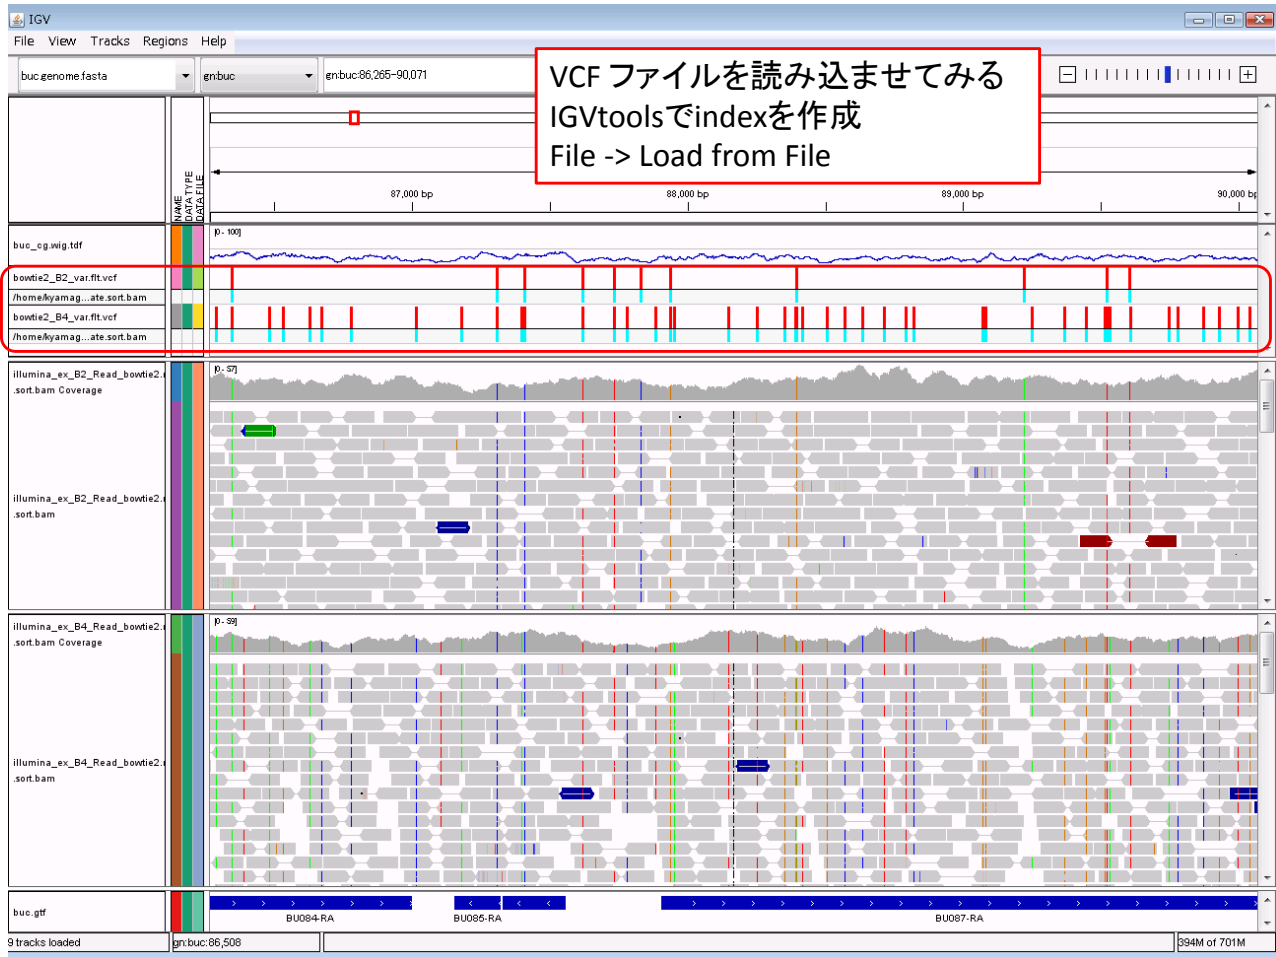 IGV
File View Tracks Regions Help
buc.genome.fasta
gn:buc
gn:buc:86,265-90,071
VCF ファイルを読み込ませてみる
IGVtoolsでindexを作成
File -> Load from File
NAME
DATA TYPE
DATA FILE
87,000 bp
88,000 bp
89,000 bp
90,000 bp
buc_cg.wig.tdf
[0 - 100]
bowtie2_B2_var.flt.vcf
/home/kyamag...ate.sort.bam
bowtie2_B4_var.flt.vcf
/home/kyamag...ate.sort.bam
illumina_ex_B2_Read_bowtie2.
.sort.bam Coverage
[0 - 57]
illumina_ex_B2_Read_bowtie2.
.sort.bam
illumina_ex_B4_Read_bowtie2.
.sort.bam Coverage
[0 - 59]
illumina_ex_B4_Read_bowtie2.
.sort.bam
buc.gtf
BU084-RA
BU085-RA
BU087-RA
9 tracks loaded
gn:buc:86,508
394M of 701M